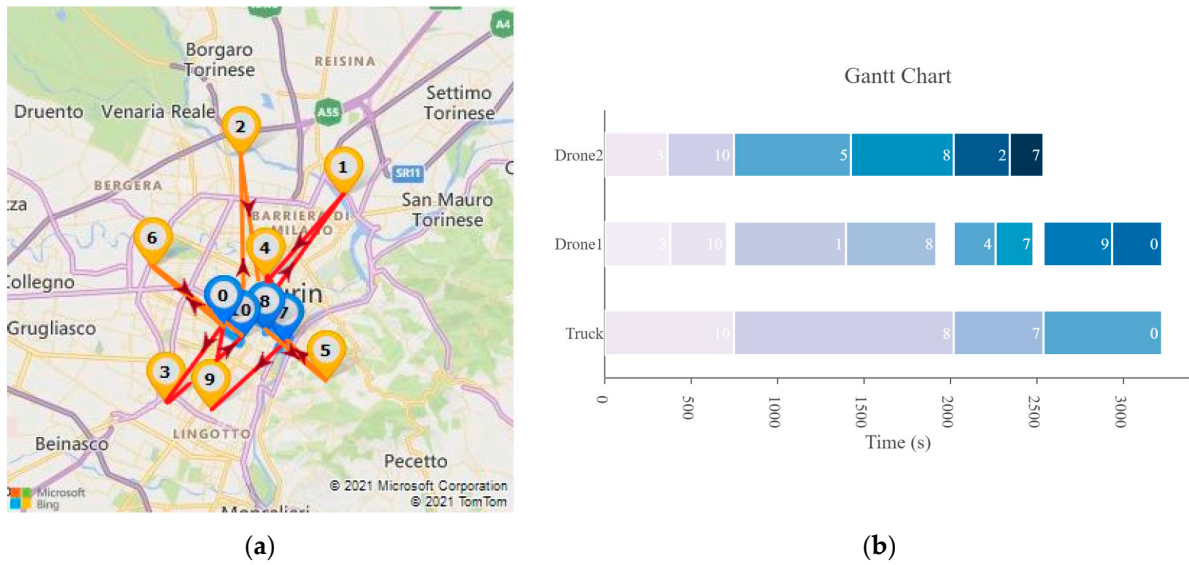 Borgaro
Torinese
REISINA
A4
Druento
Venaria Reale
A55
Settimo
Torinese
2
1
SR11
BERGERA
San Mauro
Torinese
BARRIERA DI
MILANO
6
4
Collegno
0
10
8
7
Grugliasco
5
3
9
LINGOTTO
Beinasco
Pecetto
Microsoft
Bing
© 2021 Microsoft Corporation
© 2021 TomTom
(a)
Gantt Chart
Drone2 3 10 5 8 2 7
Drone1 3 10 1 8 4 7 9 0
Truck 10 8 7 0
0 500 1000 1500 2000 2500 3000
Time (s)
(b)